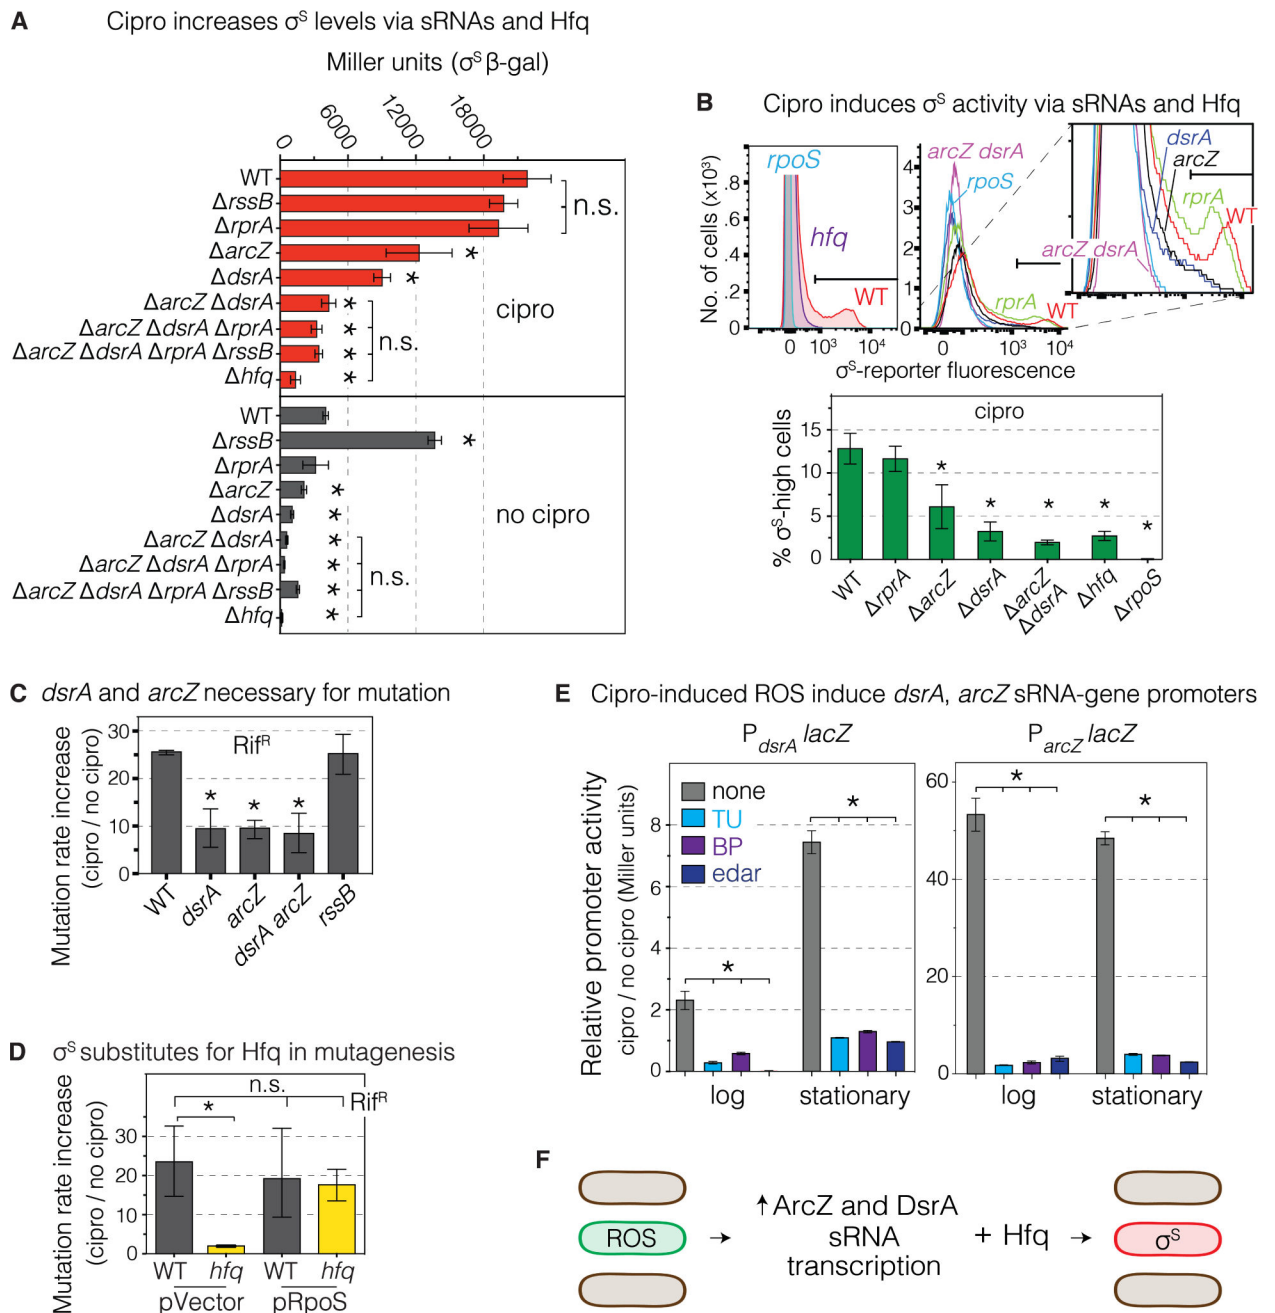 A
Cipro increases σS levels via sRNAs and Hfq
Miller units (σS β-gal)
0 6000 12000 18000
WT
ΔrssB
n.s.
ΔrprA
ΔarcZ *
ΔdsrA *
ΔarcZ ΔdsrA *
cipro
ΔarcZ ΔdsrA ΔrprA *
n.s.
ΔarcZ ΔdsrA ΔrprA ΔrssB *
Δhfq *
WT
ΔrssB *
ΔrprA
ΔarcZ *
ΔdsrA *
no cipro
ΔarcZ ΔdsrA *
ΔarcZ ΔdsrA ΔrprA *
n.s.
ΔarcZ ΔdsrA ΔrprA ΔrssB *
Δhfq *
B
Cipro induces σS activity via sRNAs and Hfq
No. of cells (x10³)
.8
.6
.4
.2
0
rpoS
hfq
WT
0 10³ 10⁴
4
3
2
1
0
arcZ dsrA
rpoS
rprA
WT
0 10³ 10⁴
dsrA
arcZ
rprA
WT
arcZ dsrA
σS-reporter fluorescence
cipro
% σS-high cells
15
10
5
0
* * * * *
WT
ΔrprA
ΔarcZ
ΔdsrA
ΔarcZ
ΔdsrA
Δhfq
ΔrpoS
C
dsrA and arcZ necessary for mutation
Mutation rate increase
(cipro / no cipro)
30
20
10
0
RifR
* * *
WT
dsrA
arcZ
dsrA arcZ
rssB
D
σS substitutes for Hfq in mutagenesis
Mutation rate increase
(cipro / no cipro)
30
20
10
0
n.s.
RifR
*
WT hfq WT hfq
pVector pRpoS
E
Cipro-induced ROS induce dsrA, arcZ sRNA-gene promoters
PdsrA lacZ
ParcZ lacZ
Relative promoter activity
cipro / no cipro (Miller units)
8
6
4
2
0
none
TU
BP
edar
*
*
log stationary
60
40
20
0
*
*
log stationary
F
ROS
↑ArcZ and DsrA
sRNA
transcription
+ Hfq
σS